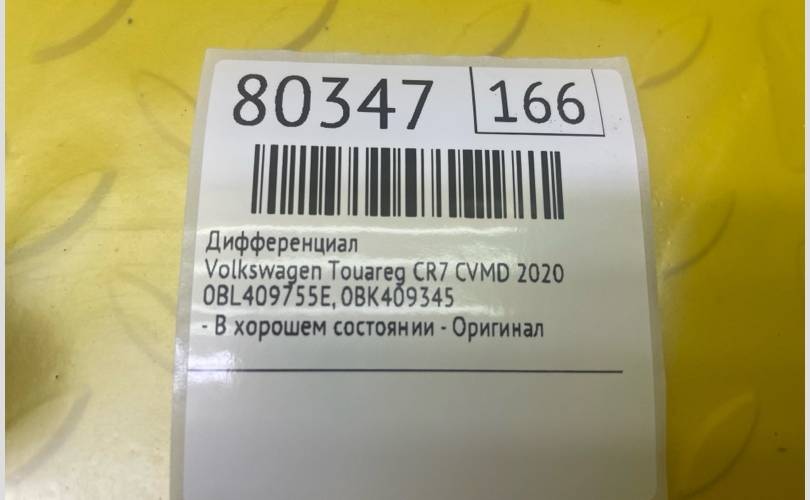 80347 166
Дифференциал
Volkswagen Touareg CR7 CVMD 2020
0BL409755E, 0BK409345
- В хорошем состоянии - Оригинал